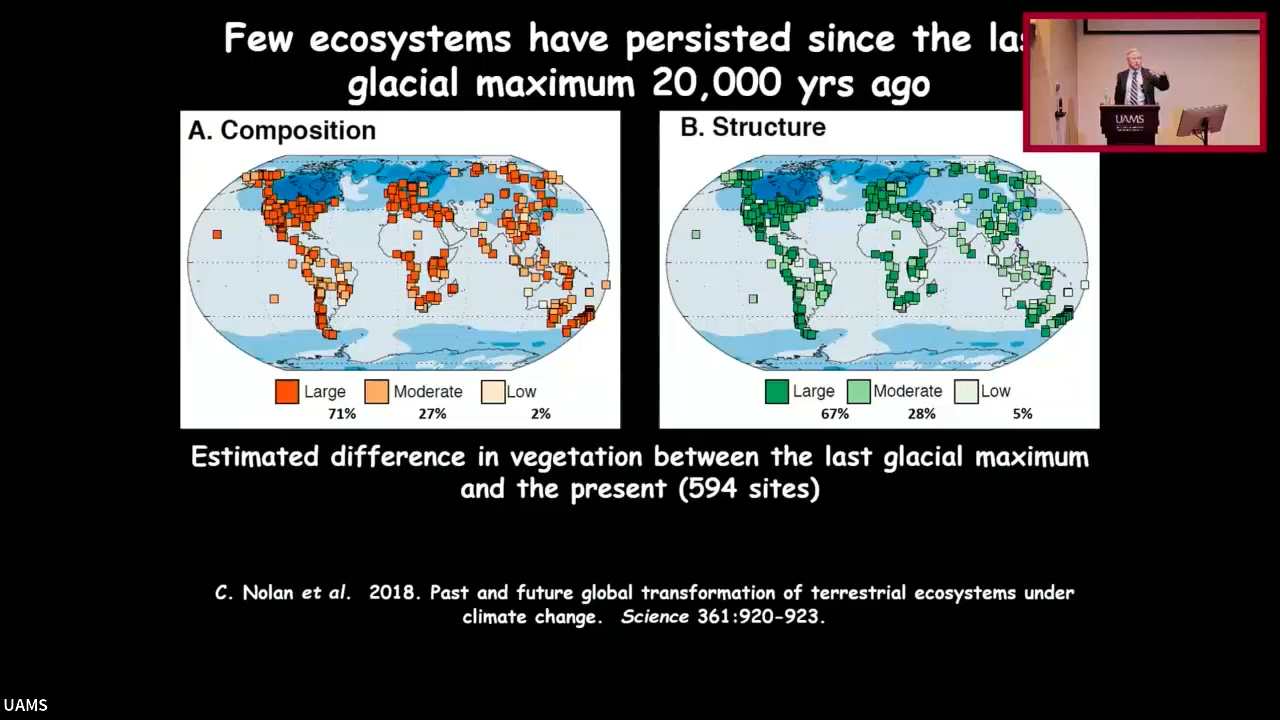 Few ecosystems have persisted since the las
glacial maximum 20,000 yrs ago
A. Composition
B. Structure
UAMS
Large Moderate Low
71% 27% 2%
Large Moderate Low
67% 28% 5%
Estimated difference in vegetation between the last glacial maximum
and the present (594 sites)
C. Nolan et al. 2018. Past and future global transformation of terrestrial ecosystems under
climate change. Science 361:920-923.
UAMS